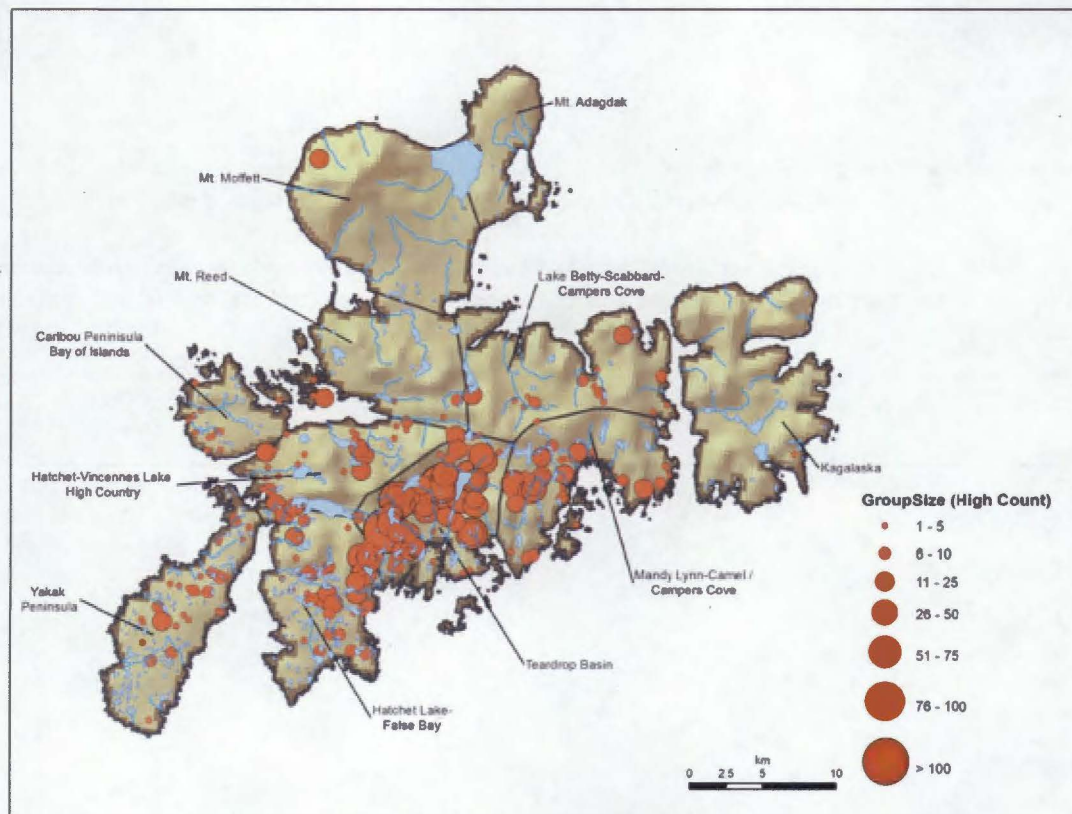 Mt. Adagdak
Mt. Moffett
Mt. Reed
Lake Betty-Scabbard-
Campers Cove
Caribou Peninisula
Bay of Islands
Hatchet-Vincennes Lake
High Country
Kagalaska
Yakak
Peninsula
Mandy Lynn-Camel /
Campers Cove
Teardrop Basin
Hatchet Lake-
False Bay
GroupSize (High Count)
1 - 5
6 - 10
11 - 25
26 - 50
51 - 75
76 - 100
> 100
km
0 2.5 5 10